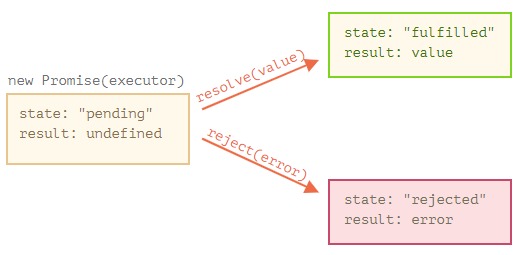 new Promise(executor)
state: "pending"
result: undefined
resolve(value)
state: "fulfilled"
result: value
reject(error)
state: "rejected"
result: error